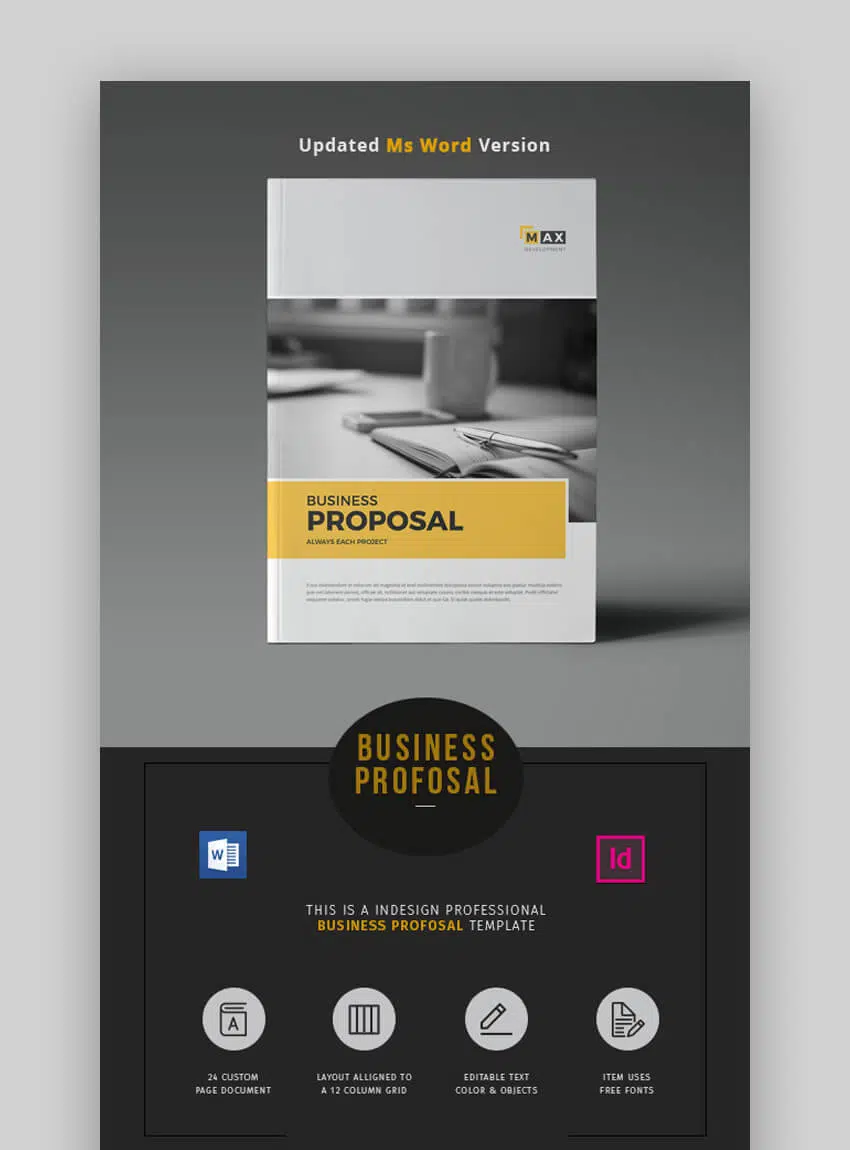 Updated Ms Word Version
MAX
DEVELOPMENT
BUSINESS
PROPOSAL
ALWAYS EACH PROJECT
BUSINESS
PROFOSAL
W
Id
THIS IS A INDESIGN PROFESSIONAL
BUSINESS PROFOSAL TEMPLATE
A
24 CUSTOM
PAGE DOCUMENT
LAYOUT ALLIGNED TO
A 12 COLUMN GRID
EDITABLE TEXT
COLOR & OBJECTS
ITEM USES
FREE FONTS